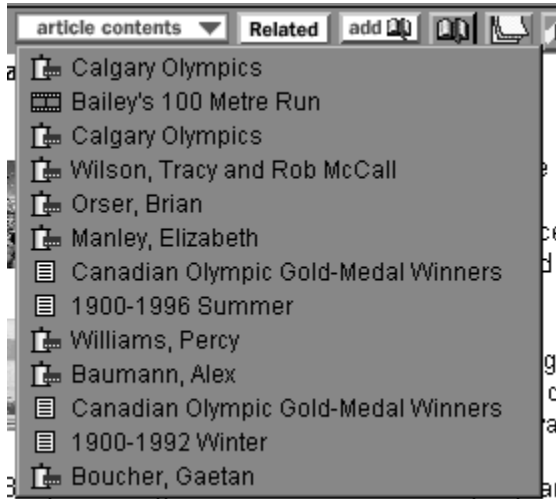 article contents Related add
Calgary Olympics
Bailey's 100 Metre Run
Calgary Olympics
Wilson, Tracy and Rob McCall
Orser, Brian
Manley, Elizabeth
Canadian Olympic Gold-Medal Winners
1900-1996 Summer
Williams, Percy
Baumann, Alex
Canadian Olympic Gold-Medal Winners
1900-1992 Winter
Boucher, Gaetan